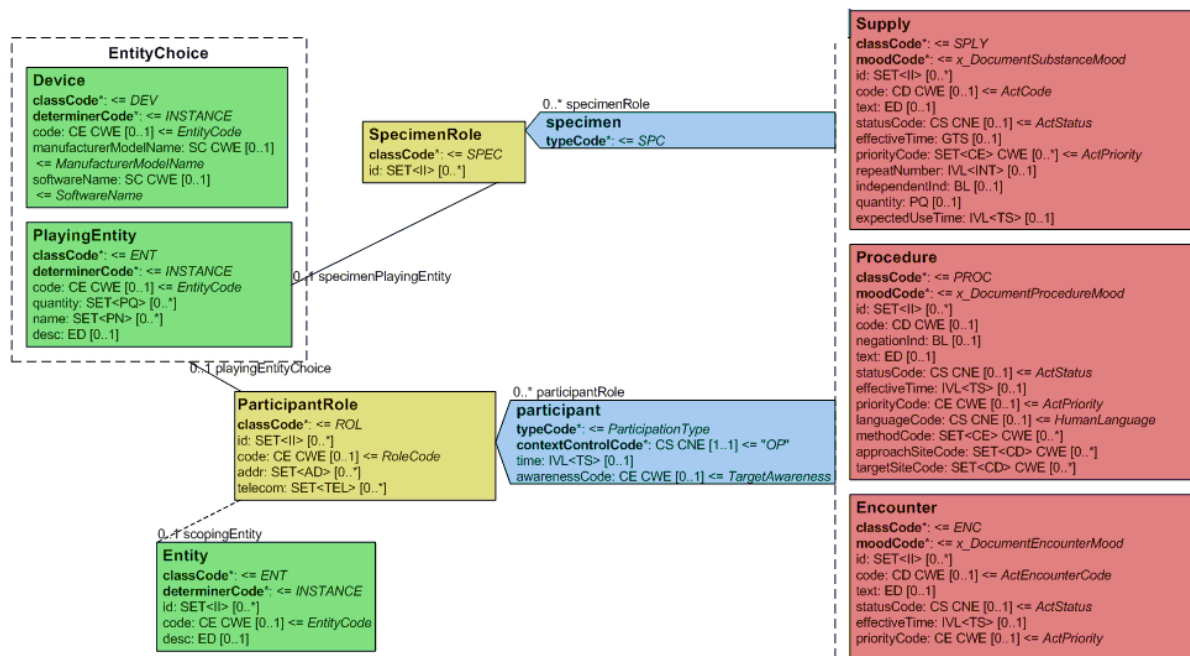 EntityChoice
Device
classCode*: <= DEV
determinerCode*: <= INSTANCE
code: CE CWE [0..1] <= EntityCode
manufacturerModelName: SC CWE [0..1]
<= ManufacturerModelName
softwareName: SC CWE [0..1]
<= SoftwareName
PlayingEntity
classCode*: <= ENT
determinerCode*: <= INSTANCE
code: CE CWE [0..1] <= EntityCode
quantity: SET<PQ> [0..*]
name: SET<PN> [0..*]
desc: ED [0..1]
0..1 playingEntityChoice
0..1 specimenPlayingEntity
SpecimenRole
classCode*: <= SPEC
id: SET<II> [0..*]
0..* specimenRole
specimen
typeCode*: <= SPC
ParticipantRole
classCode*: <= ROL
id: SET<II> [0..*]
code: CE CWE [0..1] <= RoleCode
addr: SET<AD> [0..*]
telecom: SET<TEL> [0..*]
0..* participantRole
participant
typeCode*: <= ParticipationType
contextControlCode*: CS CNE [1..1] <= "OP"
time: IVL<TS> [0..1]
awarenessCode: CE CWE [0..1] <= TargetAwareness
0..1 scopingEntity
Entity
classCode*: <= ENT
determinerCode*: <= INSTANCE
id: SET<II> [0..*]
code: CE CWE [0..1] <= EntityCode
desc: ED [0..1]
Supply
classCode*: <= SPLY
moodCode*: <= x_DocumentSubstanceMood
id: SET<II> [0..*]
code: CD CWE [0..1] <= ActCode
text: ED [0..1]
statusCode: CS CNE [0..1] <= ActStatus
effectiveTime: GTS [0..1]
priorityCode: SET<CE> CWE [0..*] <= ActPriority
repeatNumber: IVL<INT> [0..1]
independentInd: BL [0..1]
quantity: PQ [0..1]
expectedUseTime: IVL<TS> [0..1]
Procedure
classCode*: <= PROC
moodCode*: <= x_DocumentProcedureMood
id: SET<II> [0..*]
code: CD CWE [0..1]
negationInd: BL [0..1]
text: ED [0..1]
statusCode: CS CNE [0..1] <= ActStatus
effectiveTime: IVL<TS> [0..1]
priorityCode: CE CWE [0..1] <= ActPriority
languageCode: CS CNE [0..1] <= HumanLanguage
methodCode: SET<CE> CWE [0..*]
approachSiteCode: SET<CD> CWE [0..*]
targetSiteCode: SET<CD> CWE [0..*]
Encounter
classCode*: <= ENC
moodCode*: <= x_DocumentEncounterMood
id: SET<II> [0..*]
code: CD CWE [0..1] <= ActEncounterCode
text: ED [0..1]
statusCode: CS CNE [0..1] <= ActStatus
effectiveTime: IVL<TS> [0..1]
priorityCode: CE CWE [0..1] <= ActPriority